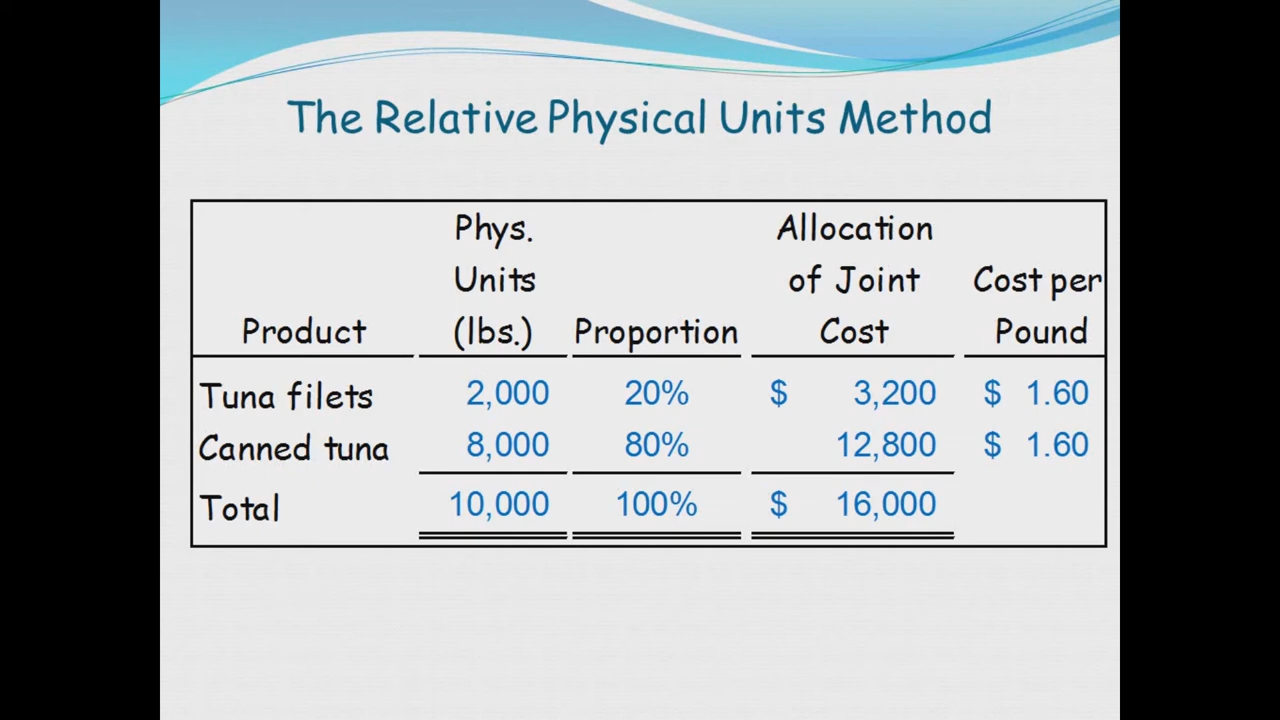 The Relative Physical Units Method
Phys. Allocation
Units of Joint Cost per
Product (lbs.) Proportion Cost Pound
Tuna filets 2,000 20% $ 3,200 $ 1.60
Canned tuna 8,000 80% 12,800 $ 1.60
Total 10,000 100% $ 16,000